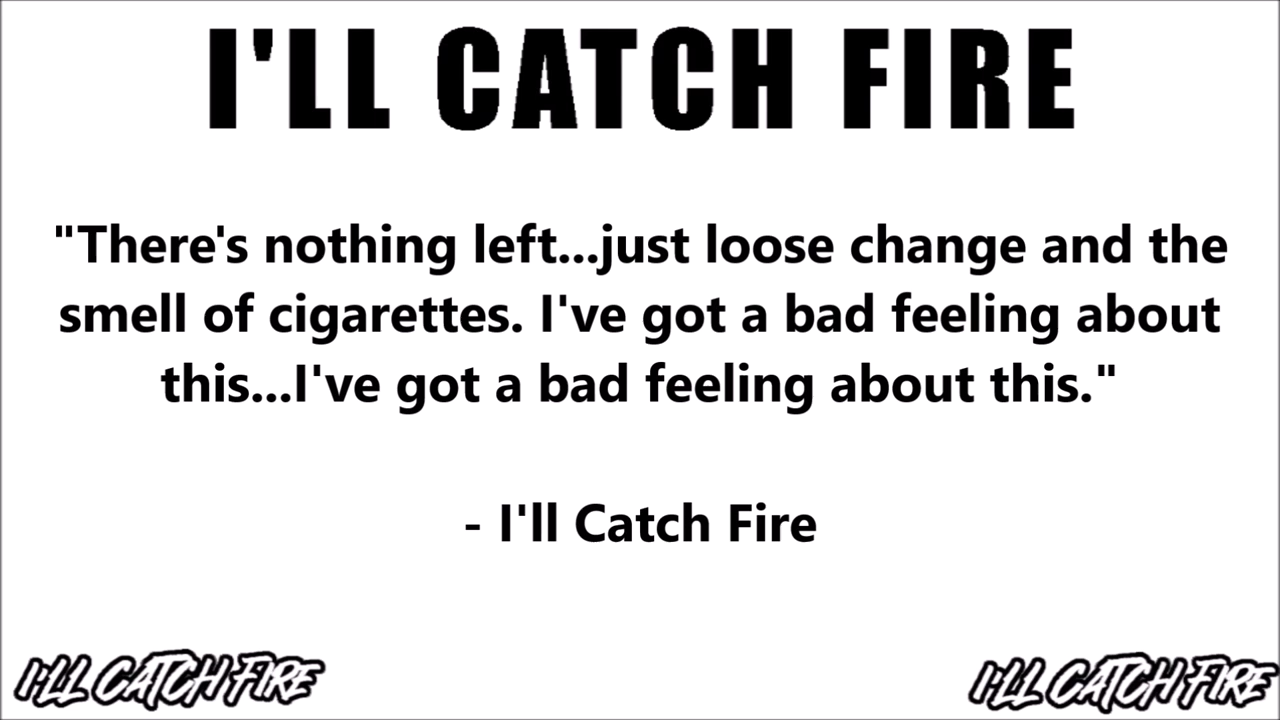 I'LL CATCH FIRE
"There's nothing left...just loose change and the
smell of cigarettes. I've got a bad feeling about
this...I've got a bad feeling about this."
- I'll Catch Fire
I'LL CATCH FIRE
I'LL CATCH FIRE